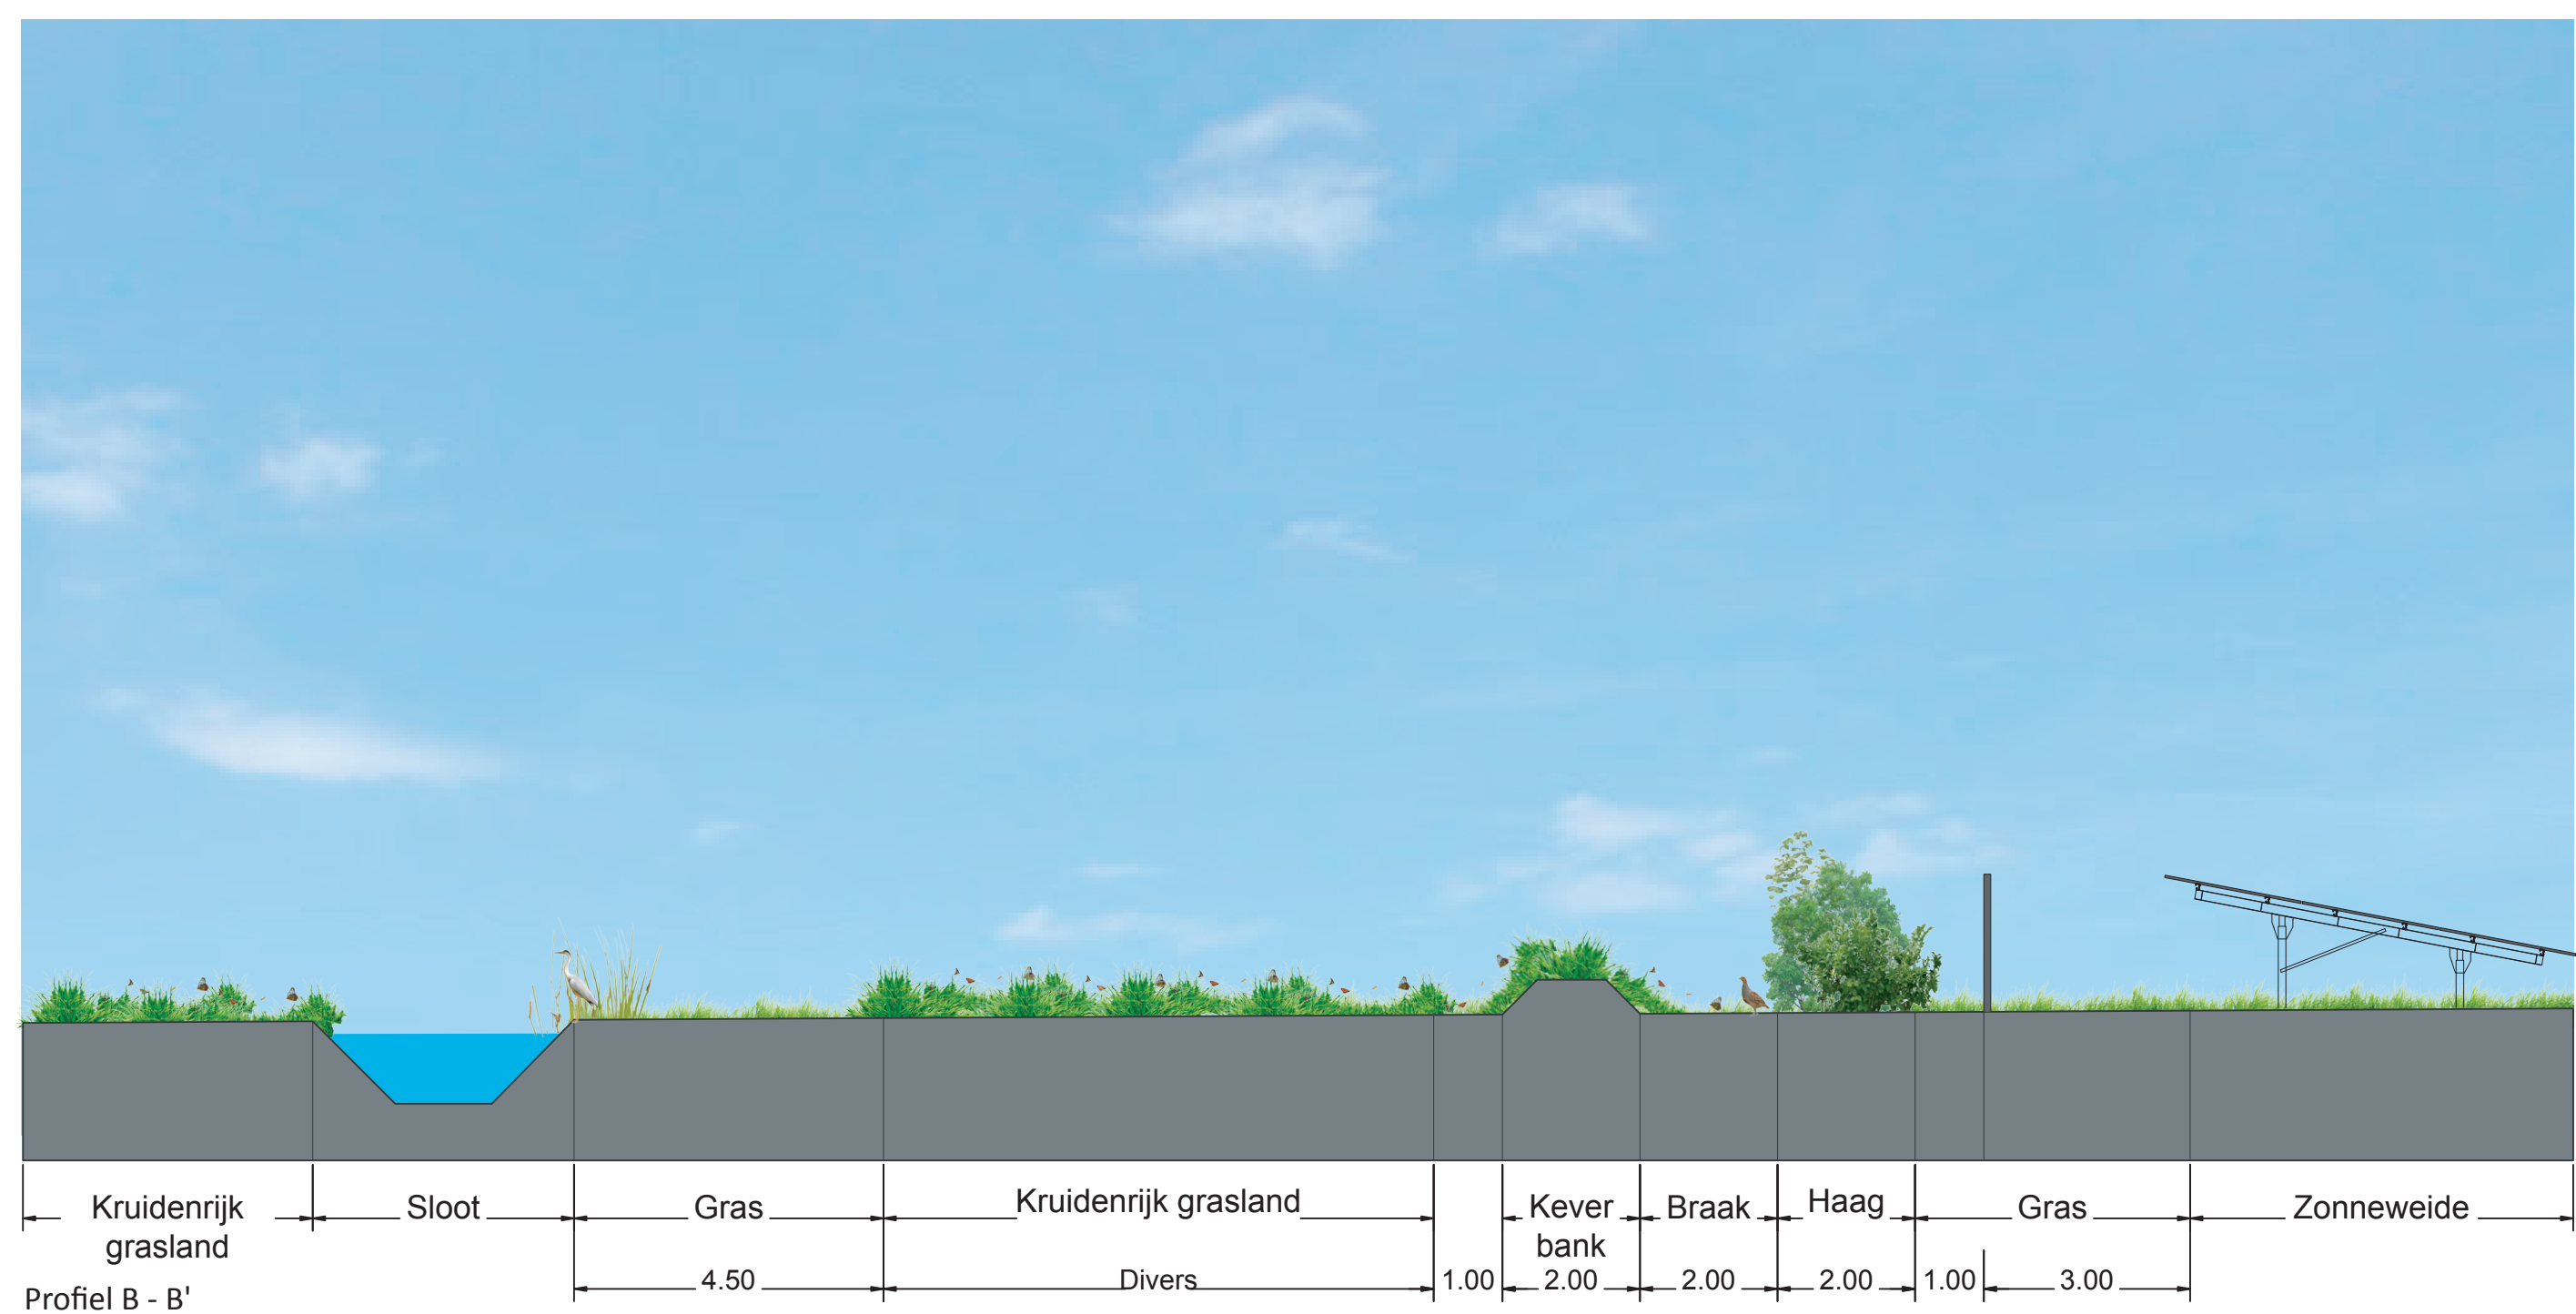 Kruidenrijk
grasland
Sloot
Gras
Kruidenrijk grasland
Kever
bank
Braak
Haag
Gras
Zonneweide
4.50
Divers
1.00
2.00
2.00
2.00
1.00
3.00
Profiel B - B'